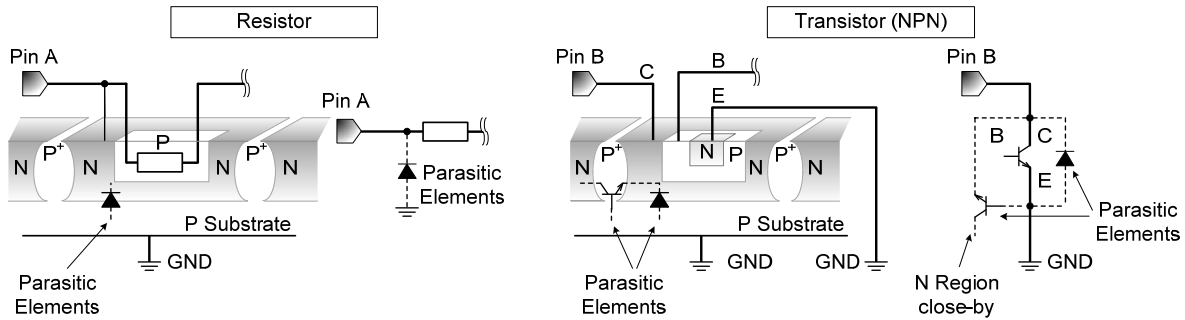 Resistor
Transistor (NPN)
Pin A
Pin A
N
P+
N
P
P+
N
Parasitic
Elements
P Substrate
GND
Parasitic
Elements
Pin B
C
B
E
N
P+
N
N
P
P+
N
P Substrate
GND
GND
Parasitic
Elements
Pin B
B
C
E
Parasitic
Elements
GND
N Region
close-by